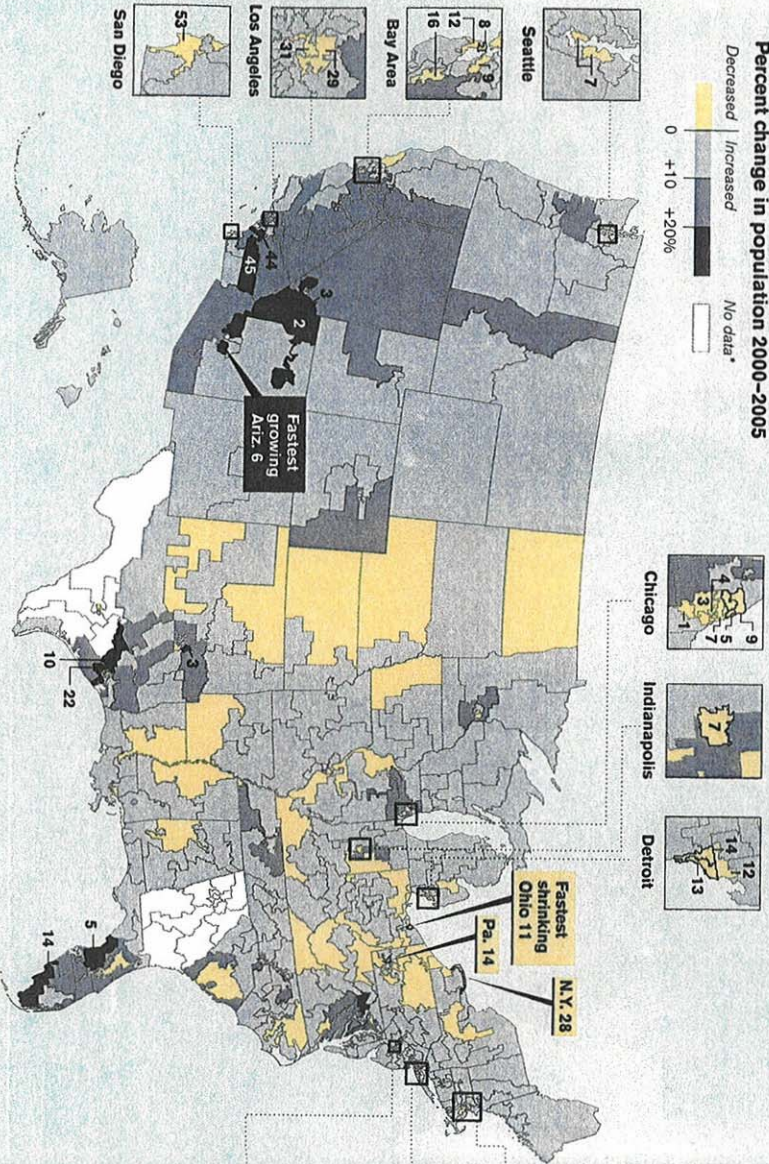 Percent change in population 2000–2005
Decreased
Increased
No data*
0
+10
+20%
Seattle
7
Bay Area
12
8
16
9
Los Angeles
31
29
San Diego
53
Chicago
4
3
1
9
5
7
Indianapolis
7
Detroit
12
14
13
44
45
3
2
Fastest
growing
Ariz. 6
3
10
22
5
14
Fastest
shrinking
Ohio 11
Pa. 14
N.Y. 28